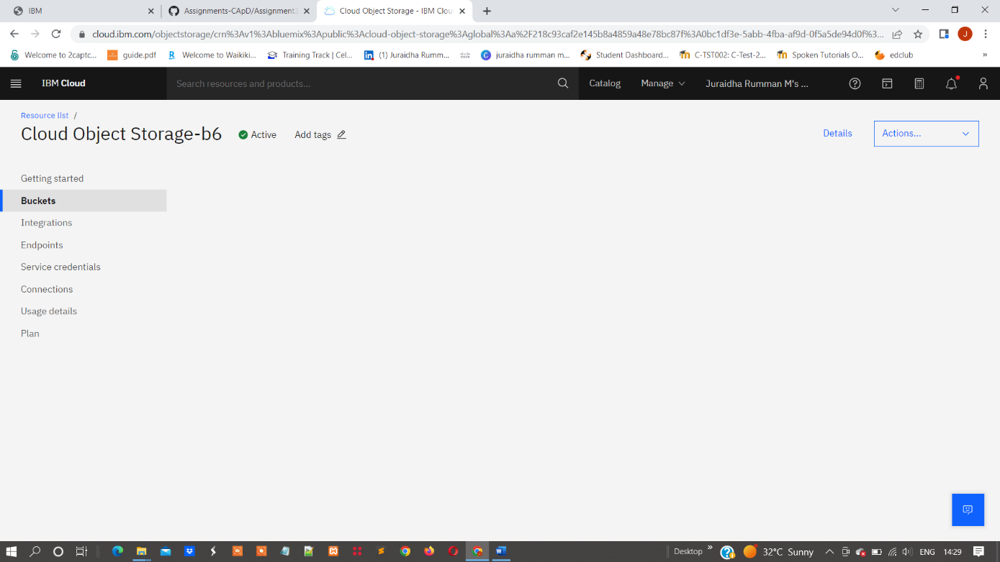 IBM
Assignments-CApD/Assignment3
Cloud Object Storage - IBM Clou
cloud.ibm.com/objectstorage/crn%3Av1%3Abluemix%3Apublic%3Acloud-object-storage%3Aglobal%3Aa%2F218c93caf2e145b8a4859a48e78bc87f%3A0bc1df3e-5abb-4fba-af9d-0f5a5de94d0f%3...
J
Welcome to 2captc...
guide.pdf
Welcome to Waikiki...
Training Track | Cel...
(1) Juraidha Rumm...
juraidha rumman m...
Student Dashboard...
C-TST002: C-Test-2...
Spoken Tutorials O...
edclub
»
IBM Cloud
Search resources and products...
Catalog
Manage
Juraidha Rumman M's ...
Resource list /
Cloud Object Storage-b6
Active
Add tags
Details
Actions...
Getting started
Buckets
Integrations
Endpoints
Service credentials
Connections
Usage details
Plan
Desktop »
32°C Sunny
ENG
14:29